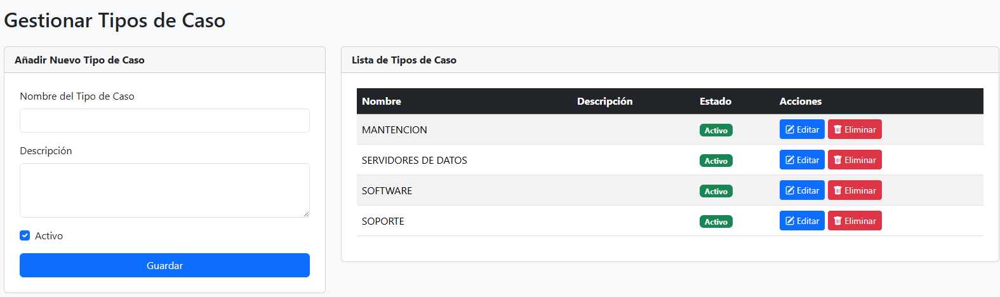 Gestionar Tipos de Caso
Añadir Nuevo Tipo de Caso
Nombre del Tipo de Caso
Descripción
Activo
Guardar
Lista de Tipos de Caso
Nombre Descripción Estado Acciones
MANTENCION Activo Editar Eliminar
SERVIDORES DE DATOS Activo Editar Eliminar
SOFTWARE Activo Editar Eliminar
SOPORTE Activo Editar Eliminar